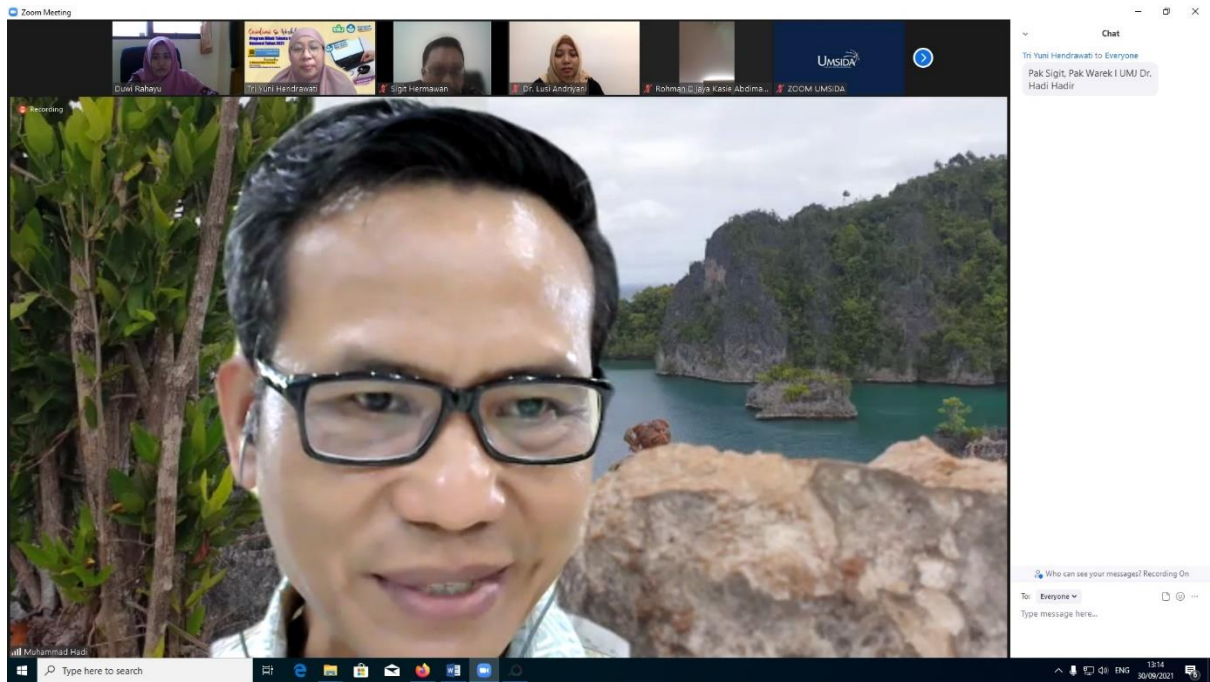 Zoom Meeting
Duwi Rahayu
Tri Yuni Hendrawati
Sigit Hermawan
Dr. Lusi Andriyani
Rohman D Jaya Kasie Abdima...
ZOOM UMSIDA
UMSIDA
Recording
Muhammad Hadi
Chat
Tri Yuni Hendrawati to Everyone
Pak Sigit, Pak Warek I UMJ Dr.
Hadi Hadir
Who can see your messages? Recording On
To: Everyone
Type message here...
Type here to search
ENG
13:14
30/09/2021